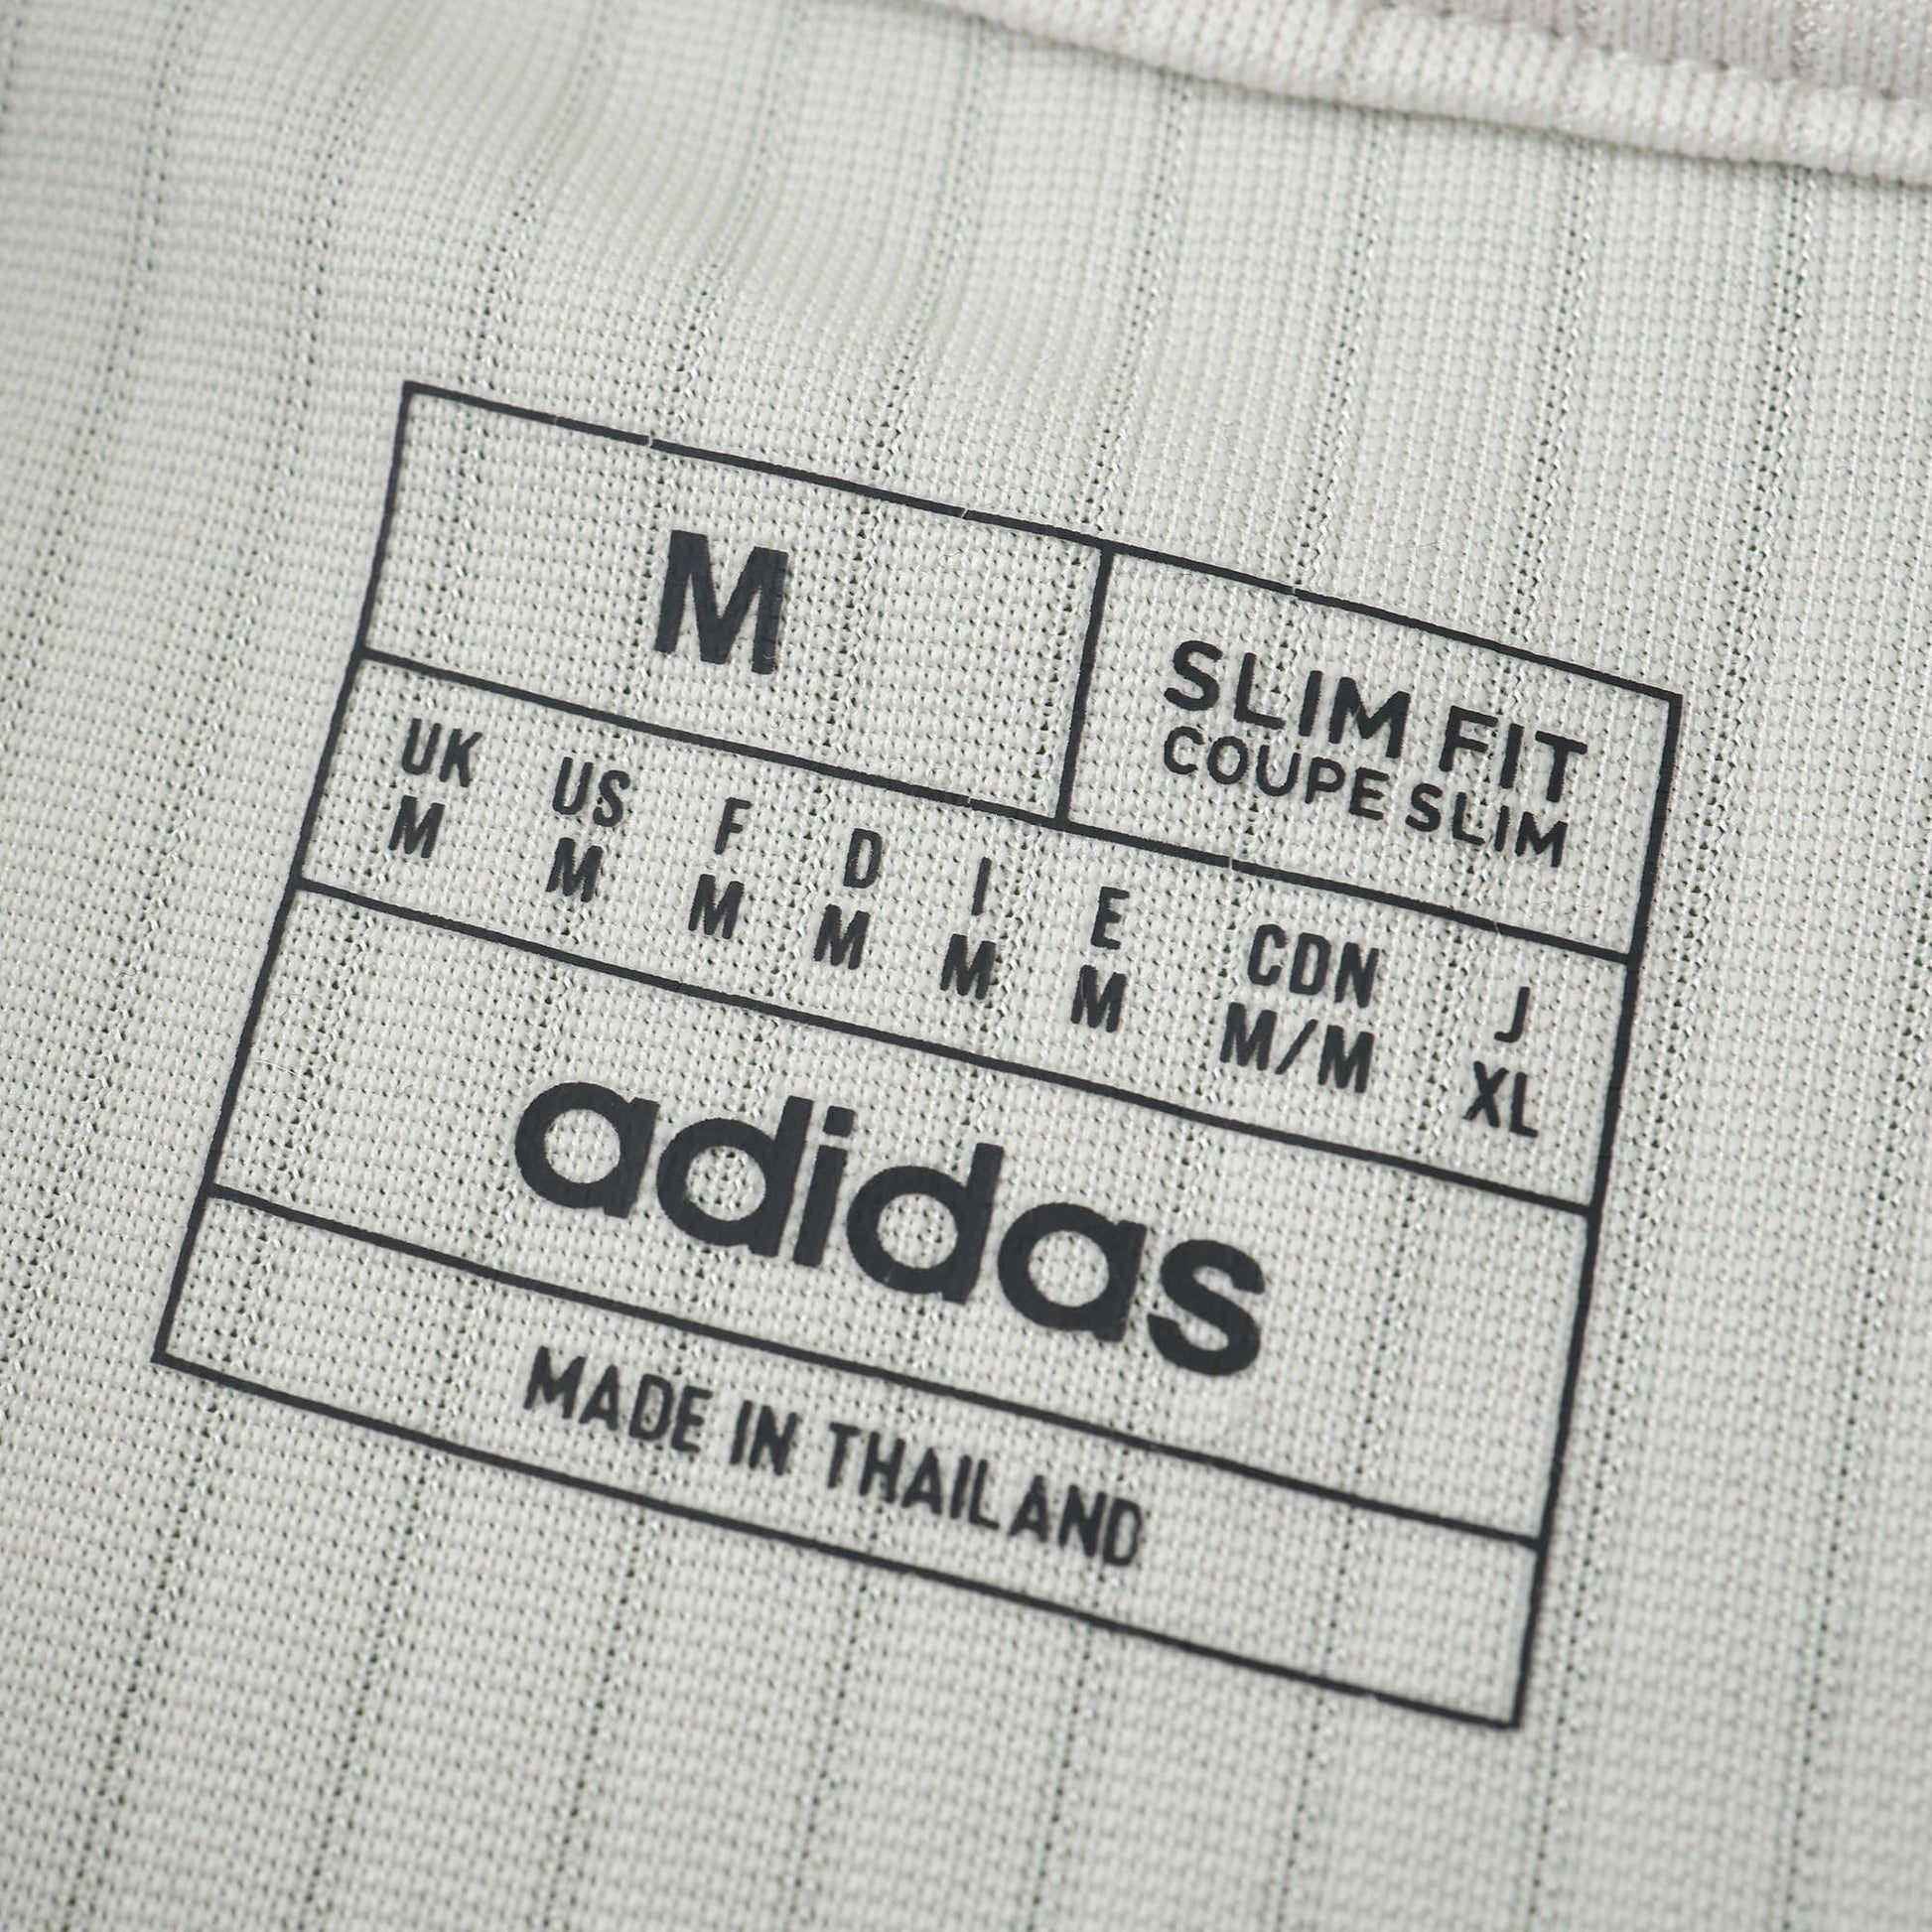 M
SLIM FIT
COUPE SLIM
UK US F D I E CDN J
M M M M M M M/M XL
adidas
MADE IN THAILAND